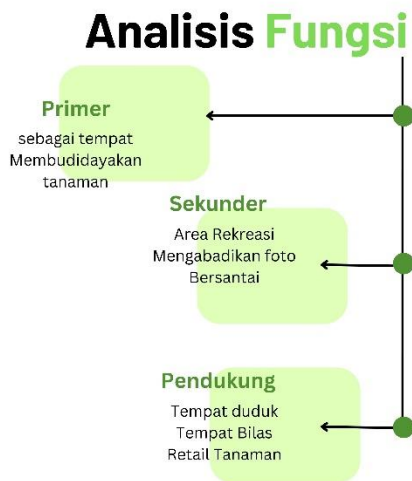 Analisis Fungsi
Primer
sebagai tempat
Membudidayakan
tanaman
Sekunder
Area Rekreasi
Mengabadikan foto
Bersantai
Pendukung
Tempat duduk
Tempat Bilas
Retail Tanaman